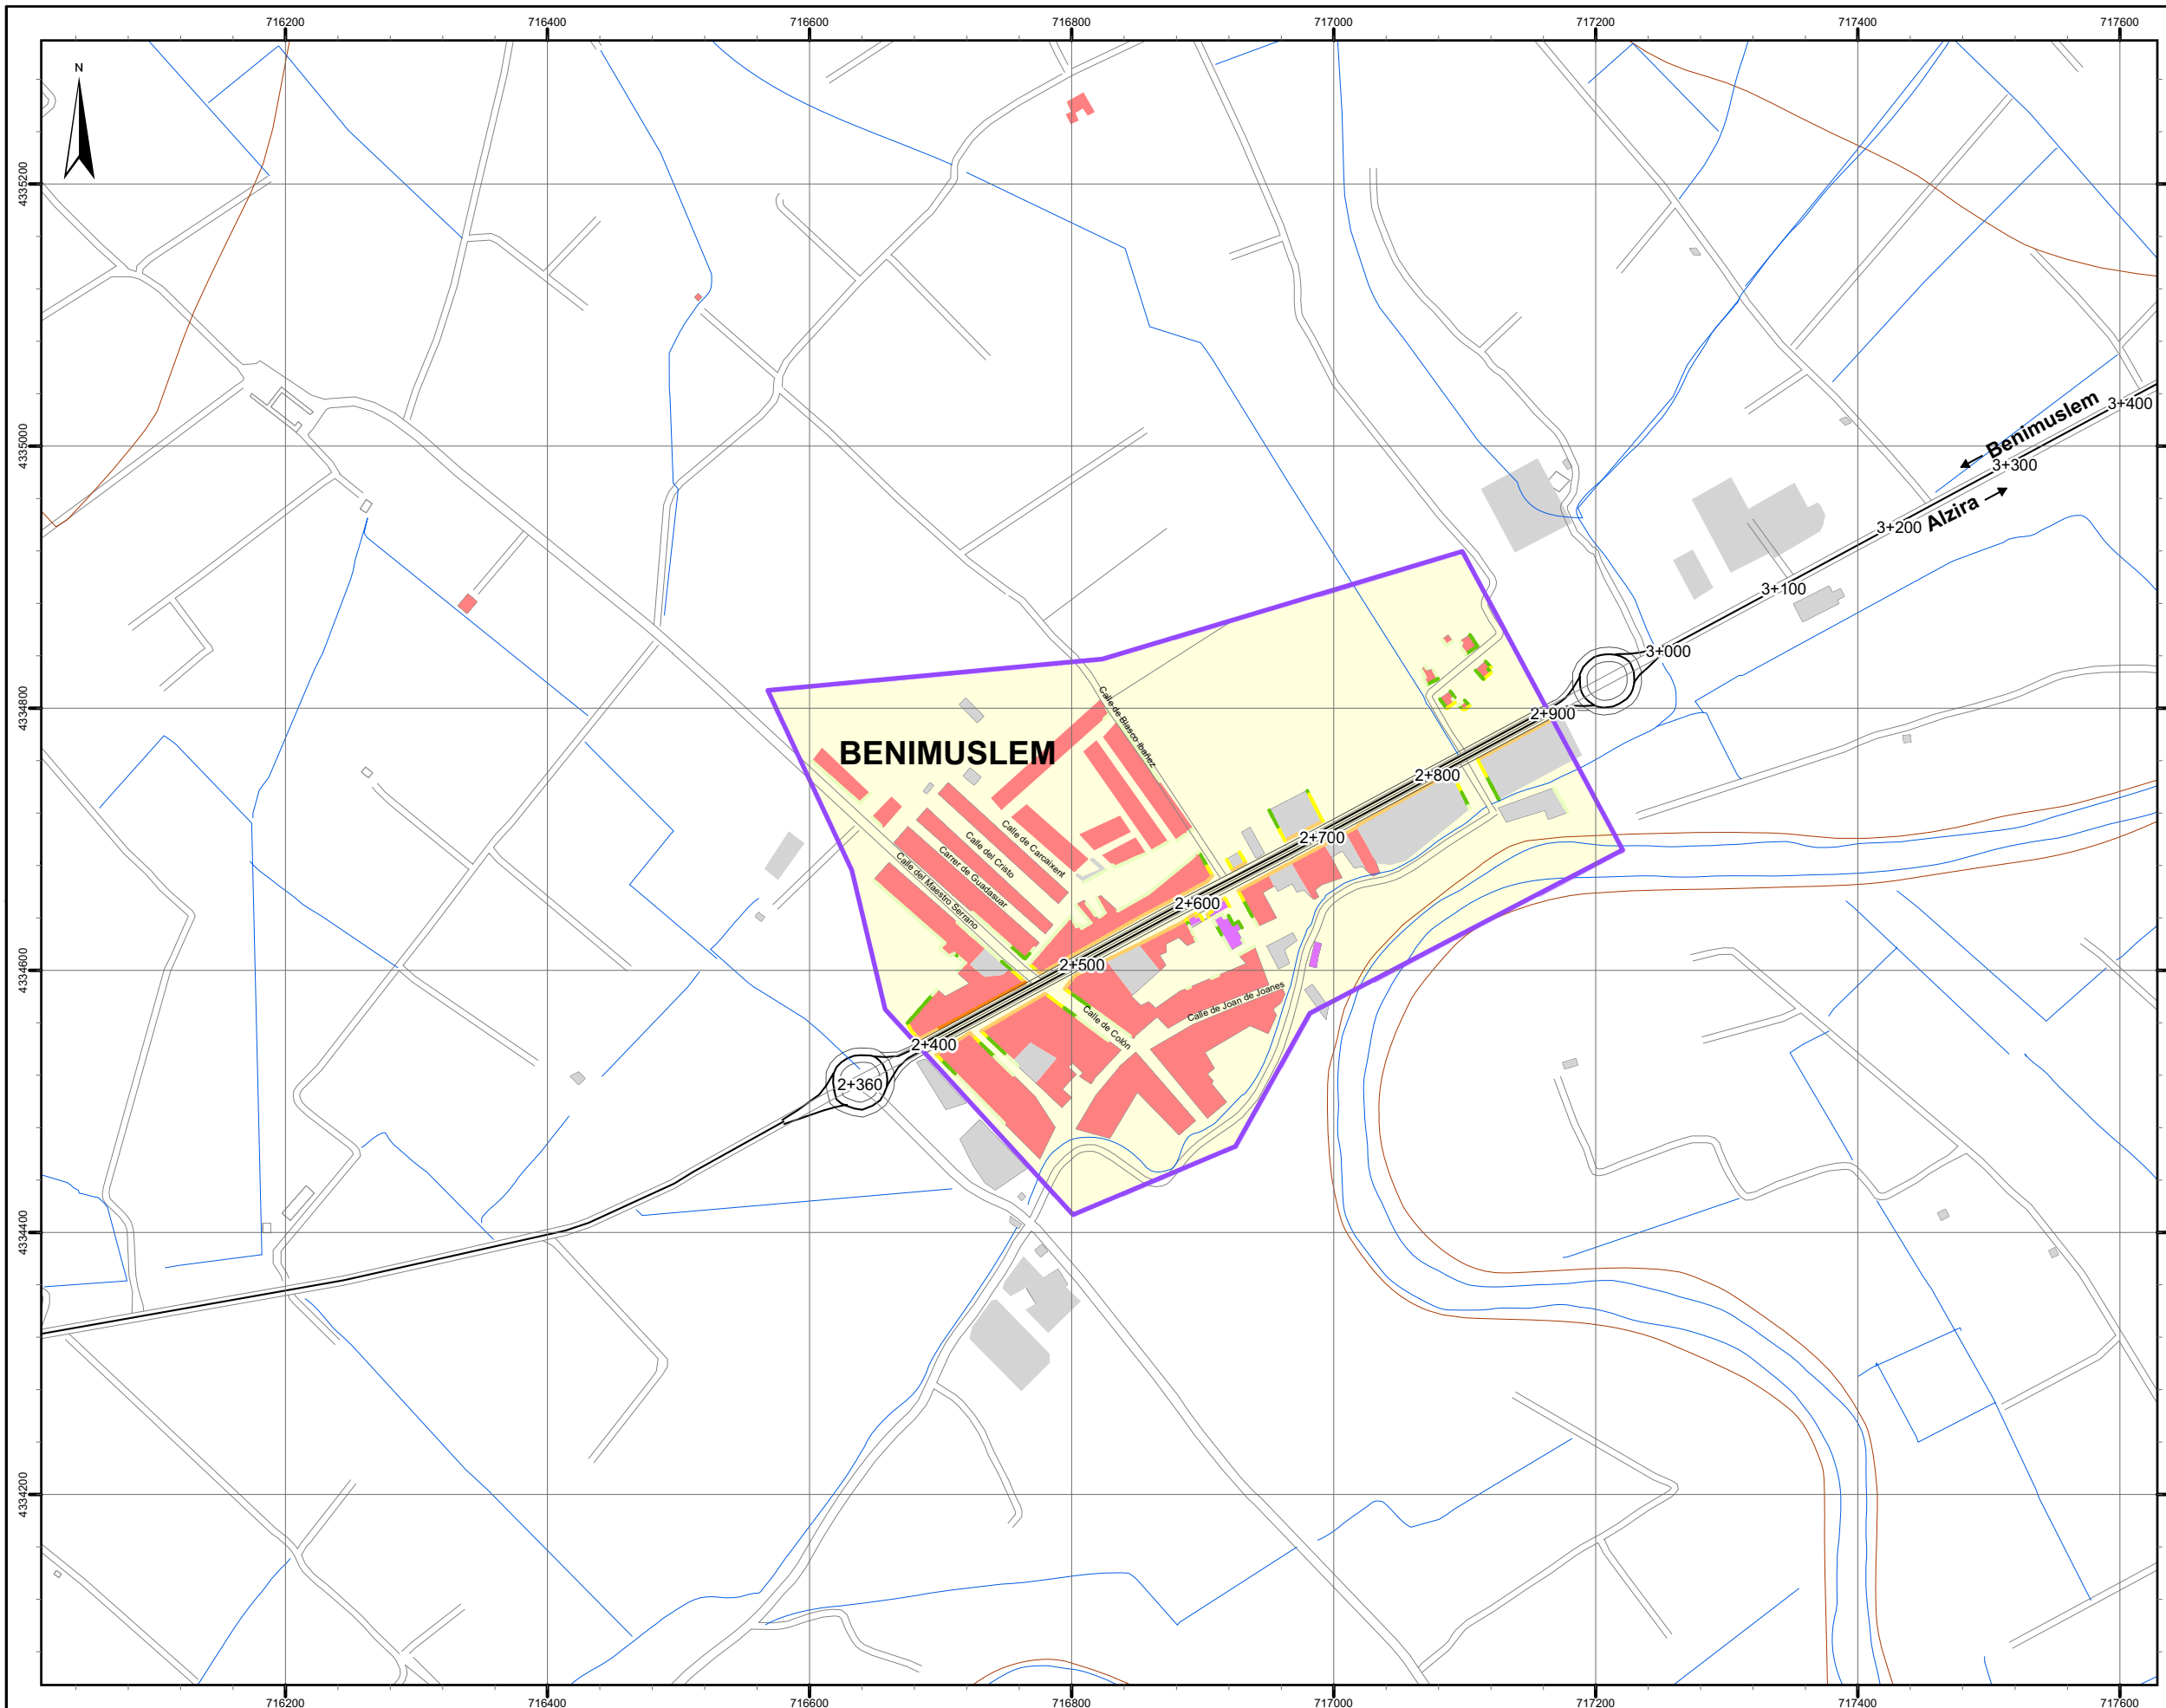 716200 716400 716600 716800 717000 717200 717400 717600
N
4335200
4335000
4334800
4334600
4334400
4334200
Benimuslem
3+400
3+300
Alzira
3+200
3+100
3+000
2+900
2+800
2+700
2+600
2+500
2+400
2+360
BENIMUSLEM
Calle de Blasco Ibañez
Calle de Carcaixent
Calle del Cristo
Carrer de Guadasuar
Calle del Maestro Serrano
Calle de Joan de Joanes
Calle de Colón
716200 716400 716600 716800 717000 717200 717400 717600